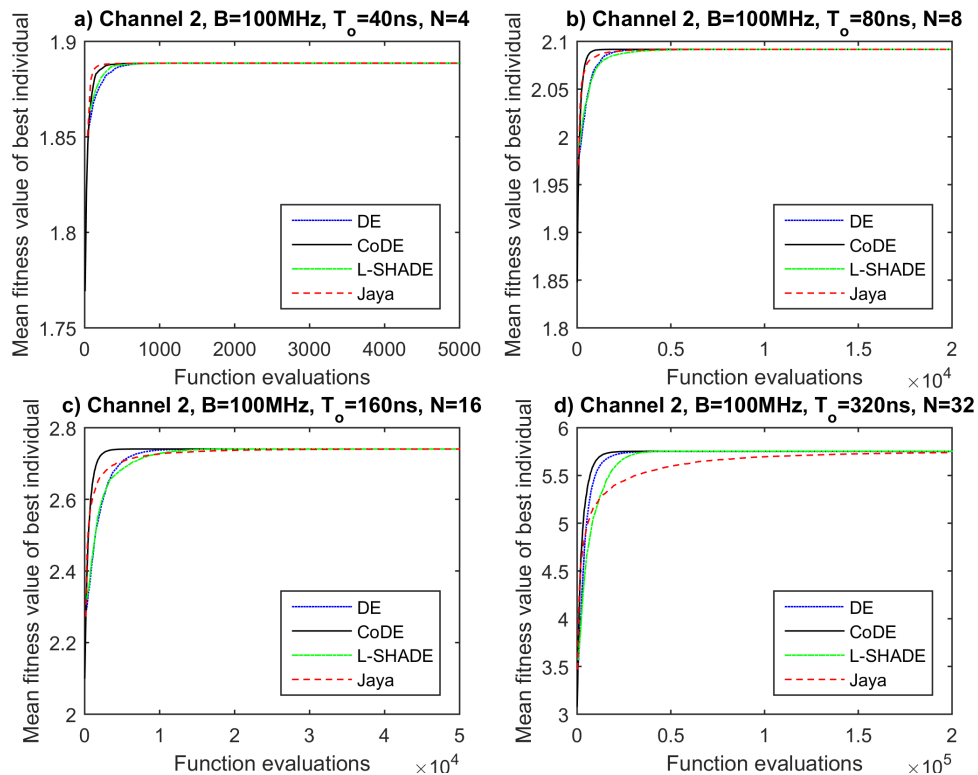 a) Channel 2, B=100MHz, T_o=40ns, N=4
Mean fitness value of best individual
1.9
1.85
1.8
1.75
DE
CoDE
L-SHADE
Jaya
0 1000 2000 3000 4000 5000
Function evaluations
b) Channel 2, B=100MHz, T_o=80ns, N=8
Mean fitness value of best individual
2.1
2.05
2
1.95
1.9
1.85
1.8
DE
CoDE
L-SHADE
Jaya
0 0.5 1 1.5 2
Function evaluations
×10^4
c) Channel 2, B=100MHz, T_o=160ns, N=16
Mean fitness value of best individual
2.8
2.6
2.4
2.2
2
DE
CoDE
L-SHADE
Jaya
0 1 2 3 4 5
Function evaluations
×10^4
d) Channel 2, B=100MHz, T_o=320ns, N=32
Mean fitness value of best individual
6
5.5
5
4.5
4
3.5
3
DE
CoDE
L-SHADE
Jaya
0 0.5 1 1.5 2
Function evaluations
×10^5